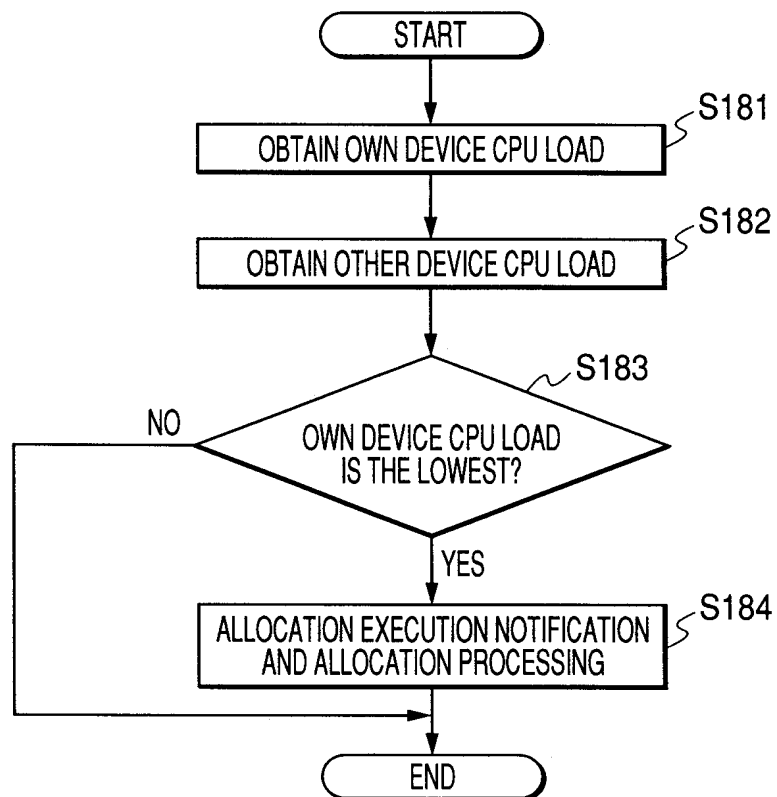 START
S181
OBTAIN OWN DEVICE CPU LOAD
S182
OBTAIN OTHER DEVICE CPU LOAD
S183
NO
OWN DEVICE CPU LOAD
IS THE LOWEST?
YES
S184
ALLOCATION EXECUTION NOTIFICATION
AND ALLOCATION PROCESSING
END